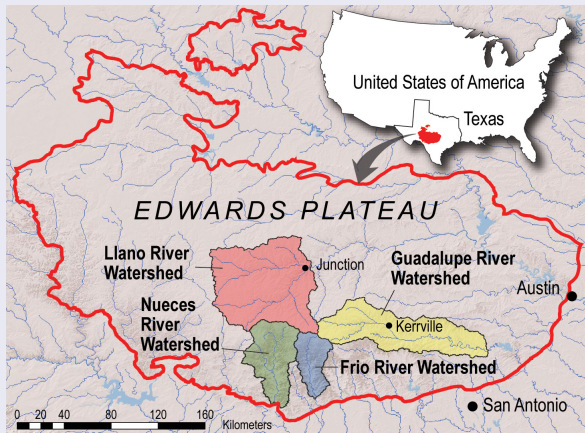 United States of America
Texas
EDWARDS PLATEAU
Llano River
Watershed
Junction
Guadalupe River
Watershed
Nueces
River
Watershed
Austin
Kerrville
Frio River Watershed
San Antonio
0 20 40 80 120 160
Kilometers